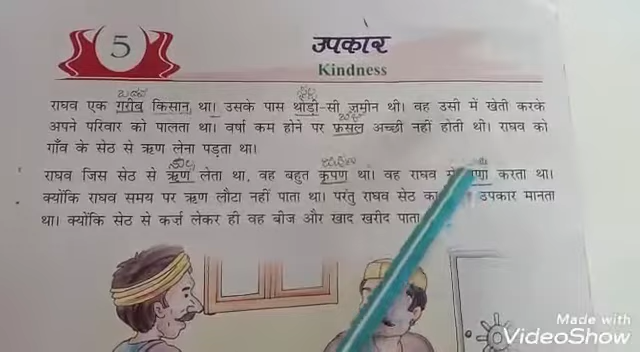 5
उपकार
Kindness
राघव एक गरीब किसान था। उसके पास थोड़ी-सी ज़मीन थी। वह उसी में खेती करके
अपने परिवार को पालता था। वर्षा कम होने पर फ़सल अच्छी नहीं होती थी। राघव को
गाँव के सेठ से ऋण लेना पड़ता था।
राघव जिस सेठ से ऋण लेता था, वह बहुत कृपण था। वह राघव करता था।
क्योंकि राघव समय पर ऋण लौटा नहीं पाता था। परंतु राघव सेठ का उपकार मानता
था। क्योंकि सेठ से कर्ज़ लेकर ही वह बीज और खाद खरीद पाता
Made with
VideoShow